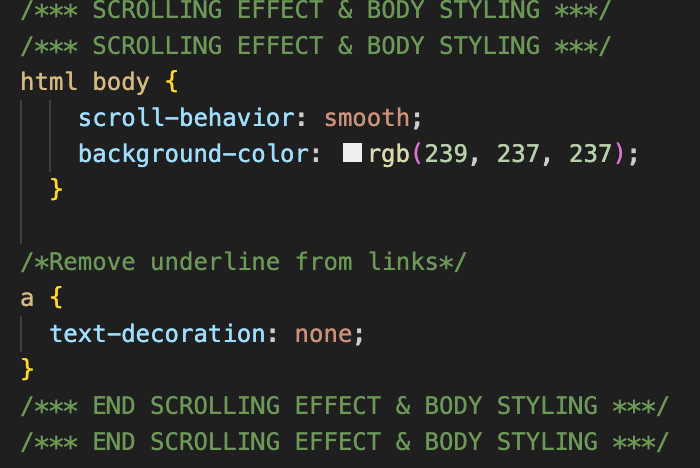 /*** SCROLLING EFFECT & BODY STYLING ***/
/*** SCROLLING EFFECT & BODY STYLING ***/
html body {
    scroll-behavior: smooth;
    background-color: rgb(239, 237, 237);
  }

/*Remove underline from links*/
a {
  text-decoration: none;
}
/*** END SCROLLING EFFECT & BODY STYLING ***/
/*** END SCROLLING EFFECT & BODY STYLING ***/